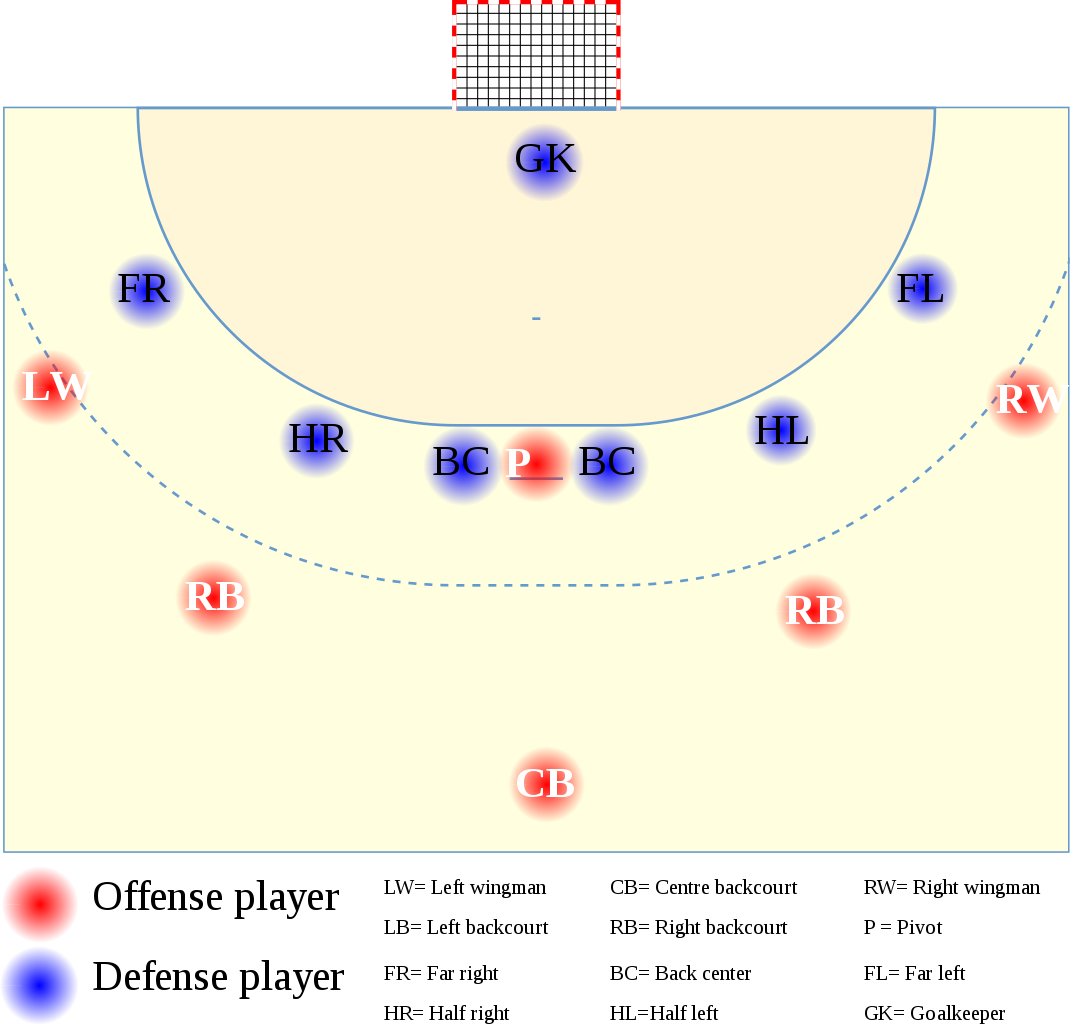 GK
FR FL
LW RW
HR BC P BC HL
RB RB
CB
Offense player
LW= Left wingman CB= Centre backcourt RW= Right wingman
LB= Left backcourt RB= Right backcourt P = Pivot
Defense player
FR= Far right BC= Back center FL= Far left
HR= Half right HL=Half left GK= Goalkeeper